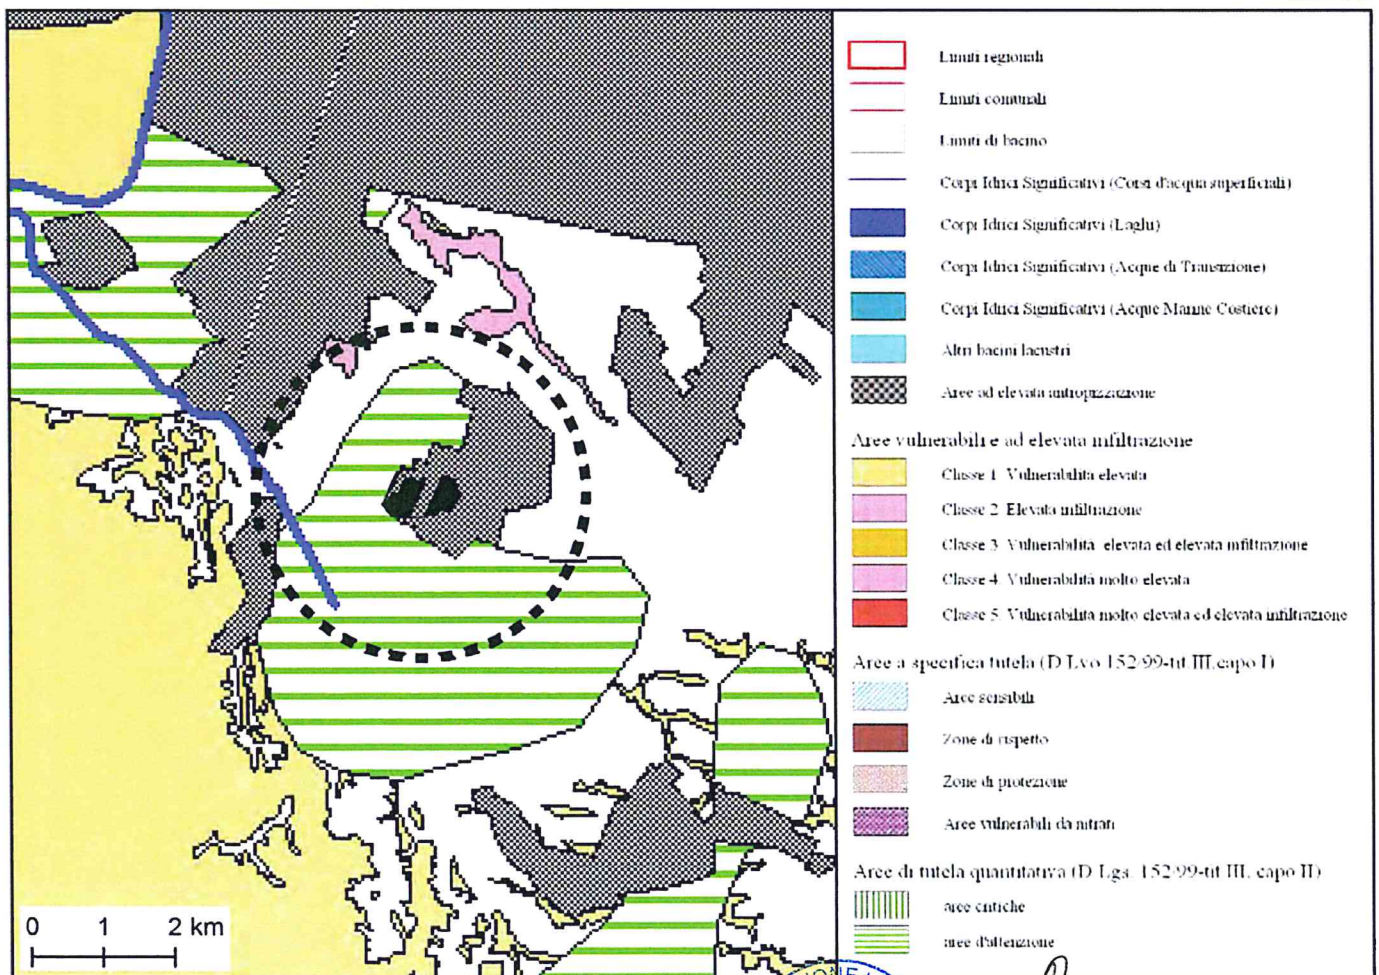 Limiti regionali
Limiti comunali
Limiti di bacino
Corpi Idrici Significativi (Corsi d'acqua superficiali)
Corpi Idrici Significativi (Laghi)
Corpi Idrici Significativi (Acque di Transizione)
Corpi Idrici Significativi (Acque Marine Costiere)
Altri bacini lacustri
Aree ad elevata antropizzazione
Aree vulnerabili e ad elevata infiltrazione
Classe 1. Vulnerabilita elevata
Classe 2. Elevata infiltrazione
Classe 3. Vulnerabilità elevata ed elevata infiltrazione
Classe 4. Vulnerabilità molto elevata
Classe 5. Vulnerabilità molto elevata ed elevata infiltrazione
Aree a specifica tutela (D.Lvo 152/99-tit III, capo I)
Aree sensibili
Zone di rispetto
Zone di protezione
Aree vulnerabili da nitrati
Aree di tutela quantitativa (D.Lgs. 152/99-tit III, capo II)
aree critiche
aree d'attenzione
0 1 2 km